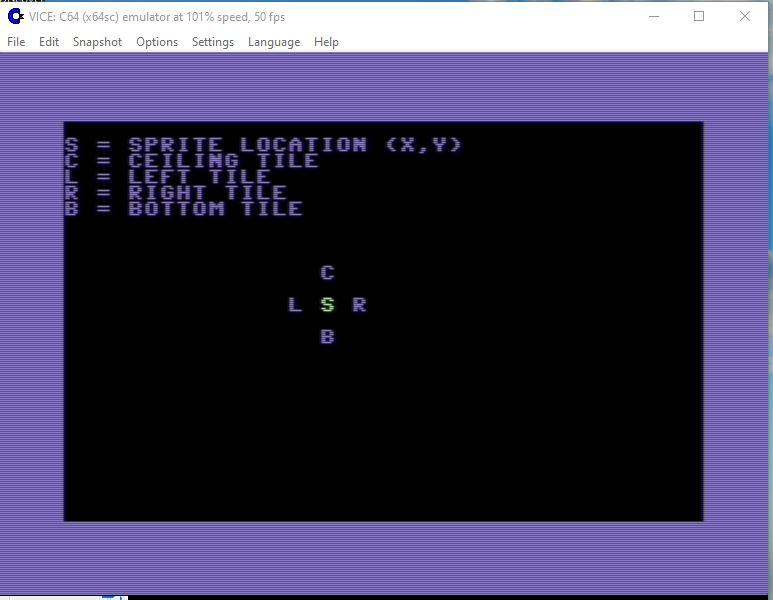 VICE: C64 (x64sc) emulator at 101% speed, 50 fps
File Edit Snapshot Options Settings Language Help
S = SPRITE LOCATION (X,Y)
C = CEILING TILE
L = LEFT TILE
R = RIGHT TILE
B = BOTTOM TILE
C
L S R
B